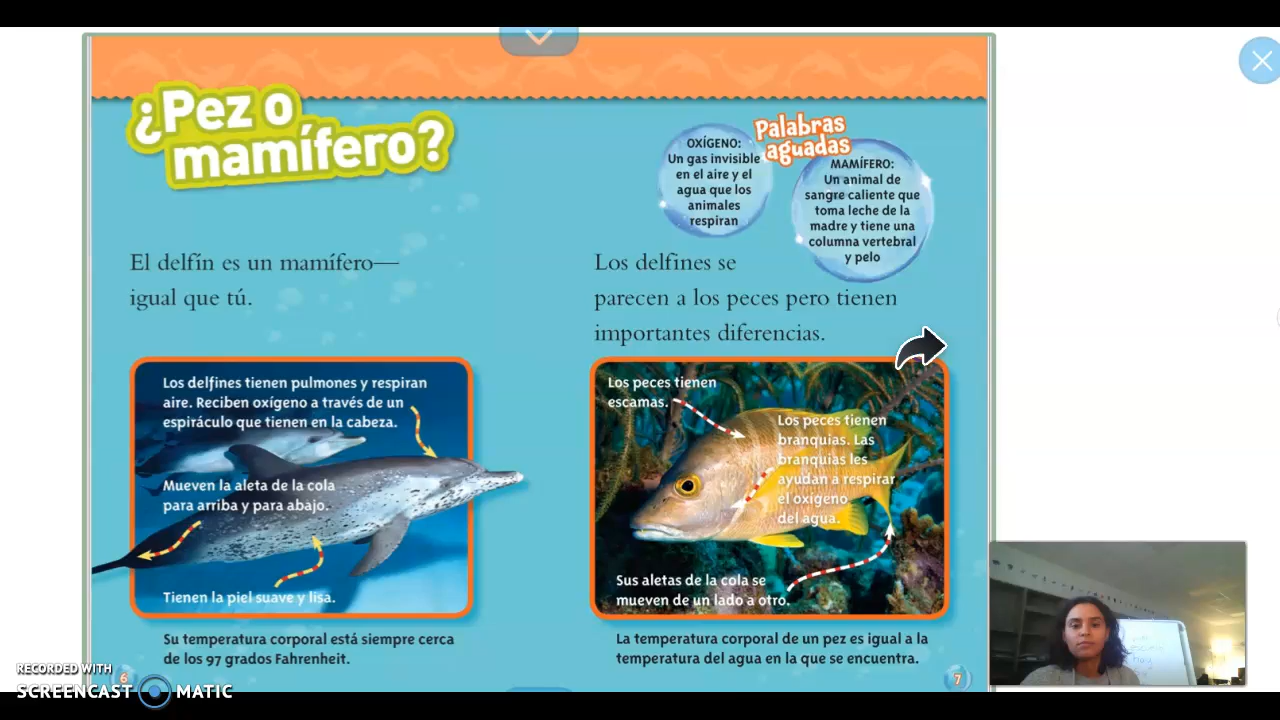 ¿Pez o
mamífero?
El delfín es un mamífero—
igual que tú.
Los delfines tienen pulmones y respiran
aire. Reciben oxígeno a través de un
espiráculo que tienen en la cabeza.
Mueven la aleta de la cola
para arriba y para abajo.
Tienen la piel suave y lisa.
Su temperatura corporal está siempre cerca
de los 97 grados Fahrenheit.
6
Palabras
aguadas
OXÍGENO:
Un gas invisible
en el aire y el
agua que los
animales
respiran
MAMÍFERO:
Un animal de
sangre caliente que
toma leche de la
madre y tiene una
columna vertebral
y pelo
Los delfines se
parecen a los peces pero tienen
importantes diferencias.
Los peces tienen
escamas.
Los peces tienen
branquias. Las
branquias les
ayudan a respirar
el oxígeno
del agua.
Sus aletas de la cola se
mueven de un lado a otro.
La temperatura corporal de un pez es igual a la
temperatura del agua en la que se encuentra.
7
RECORDED WITH
SCREENCAST MATIC